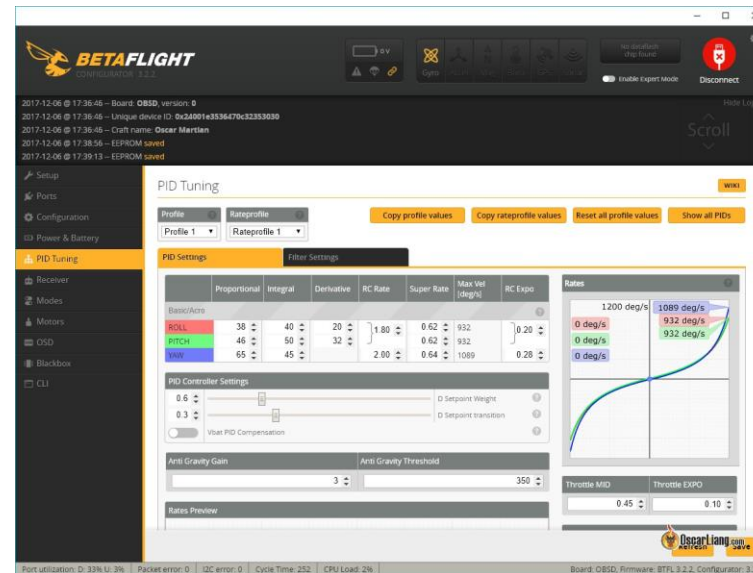 BETAFLIGHT
CONFIGURATOR 3.2.2
0 V
Gyro
No dataflash
chip found
Enable Expert Mode
Disconnect
2017-12-06 @ 17:36:46 -- Board: OBSD, version: 0
Hide Log
2017-12-06 @ 17:36:46 -- Unique device ID: 0x24001e3536470c32353030
2017-12-06 @ 17:36:46 -- Craft name: Oscar Martian
2017-12-06 @ 17:38:56 -- EEPROM saved
2017-12-06 @ 17:39:13 -- EEPROM saved
Scroll
Setup
Ports
Configuration
Power & Battery
PID Tuning
Receiver
Modes
Motors
OSD
Blackbox
CLI
PID Tuning
WIKI
Profile
Rateprofile
Profile 1
Rateprofile 1
Copy profile values
Copy rateprofile values
Reset all profile values
Show all PIDs
PID Settings
Filter Settings
Proportional Integral Derivative RC Rate Super Rate Max Vel [deg/s] RC Expo
Basic/Acro
ROLL 38 40 20 1.80 0.62 932 0.20
PITCH 46 50 32 0.62 932
YAW 65 45 2.00 0.64 1089 0.28
PID Controller Settings
0.6 D Setpoint Weight
0.3 D Setpoint transition
Vbat PID Compensation
Anti Gravity Gain
Anti Gravity Threshold
3
350
Rates Preview
Rates
1200 deg/s
1089 deg/s
932 deg/s
932 deg/s
0 deg/s
0 deg/s
0 deg/s
Throttle MID
Throttle EXPO
0.45
0.10
OscarLiang.com
Refresh
Save
Port utilization: D: 33% U: 3%
Packet error: 0
I2C error: 0
Cycle Time: 252
CPU Load: 2%
Board: OBSD, Firmware: BTFL 3.2.2, Configurator: 3